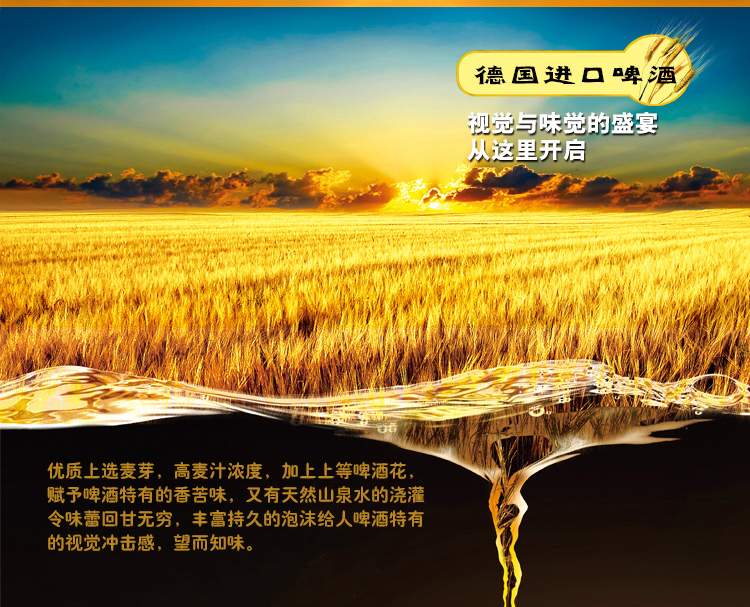 德国进口啤酒
视觉与味觉的盛宴
从这里开启
优质上选麦芽，高麦汁浓度，加上上等啤酒花，
赋予啤酒特有的香苦味，又有天然山泉水的浇灌
令味蕾回甘无穷，丰富持久的泡沫给人啤酒特有
的视觉冲击感，望而知味。